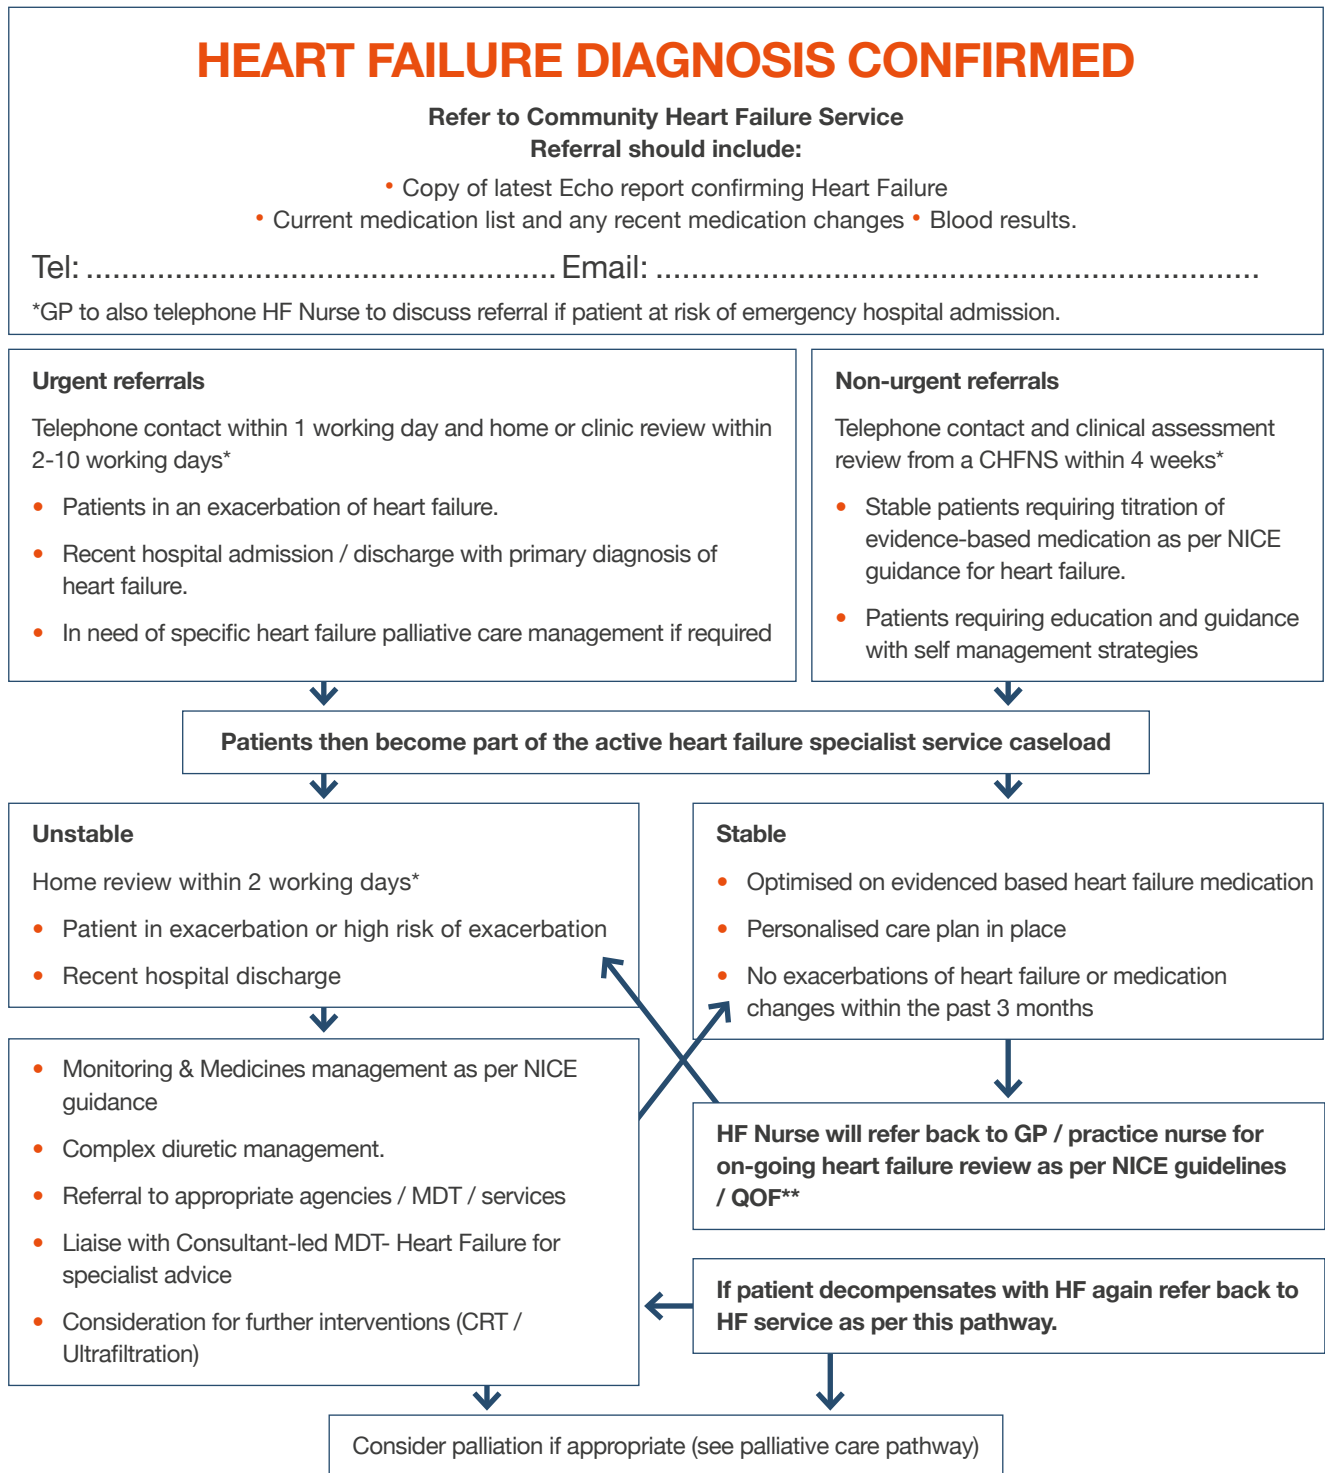 HEART FAILURE DIAGNOSIS CONFIRMED
Refer to Community Heart Failure Service
Referral should include:
• Copy of latest Echo report confirming Heart Failure
• Current medication list and any recent medication changes • Blood results.
Tel: ..................................................... Email: ....................................................................
*GP to also telephone HF Nurse to discuss referral if patient at risk of emergency hospital admission.
Urgent referrals
Telephone contact within 1 working day and home or clinic review within
2-10 working days*
• Patients in an exacerbation of heart failure.
• Recent hospital admission / discharge with primary diagnosis of
heart failure.
• In need of specific heart failure palliative care management if required
Non-urgent referrals
Telephone contact and clinical assessment
review from a CHFNS within 4 weeks*
• Stable patients requiring titration of
evidence-based medication as per NICE
guidance for heart failure.
• Patients requiring education and guidance
with self management strategies
Patients then become part of the active heart failure specialist service caseload
Unstable
Home review within 2 working days*
• Patient in exacerbation or high risk of exacerbation
• Recent hospital discharge
Stable
• Optimised on evidenced based heart failure medication
• Personalised care plan in place
• No exacerbations of heart failure or medication
changes within the past 3 months
• Monitoring & Medicines management as per NICE
guidance
• Complex diuretic management.
• Referral to appropriate agencies / MDT / services
• Liaise with Consultant-led MDT- Heart Failure for
specialist advice
• Consideration for further interventions (CRT /
Ultrafiltration)
HF Nurse will refer back to GP / practice nurse for
on-going heart failure review as per NICE guidelines
/ QOF**
If patient decompensates with HF again refer back to
HF service as per this pathway.
Consider palliation if appropriate (see palliative care pathway)